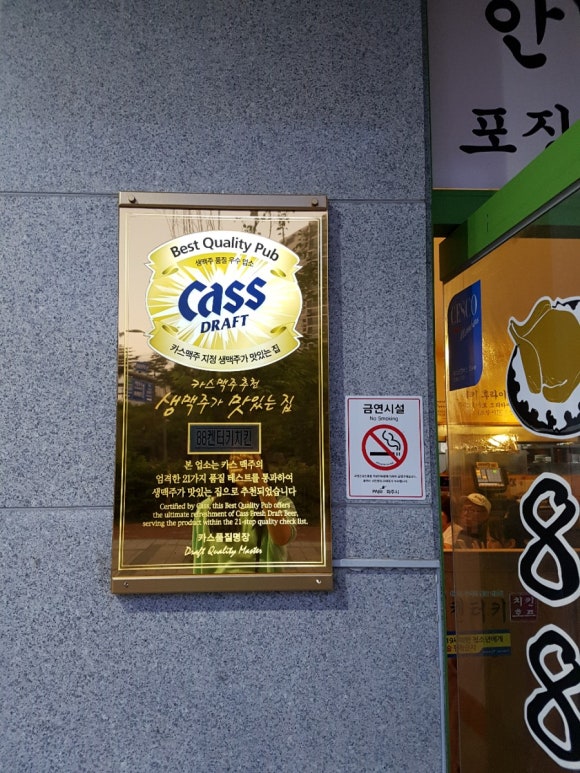 Best Quality Pub
생맥주 품질 우수 업소
Cass
DRAFT
카스맥주 지정 생맥주가 맛있는 집
카스맥주추천
생맥주가 맛있는 집
88켄터키치킨
본 업소는 카스 맥주의
엄격한 21가지 품질 테스트를 통과하여
생맥주가 맛있는 집으로 추천되었습니다
Certified by Cass, this Best Quality Pub offers
the ultimate refreshment of Cass Fresh Draft Beer,
serving the product within the 21-step quality check list.
카스품질명장
Draft Quality Master
금연시설
No Smoking
파주시
안
포장
8
8
치킨
호프